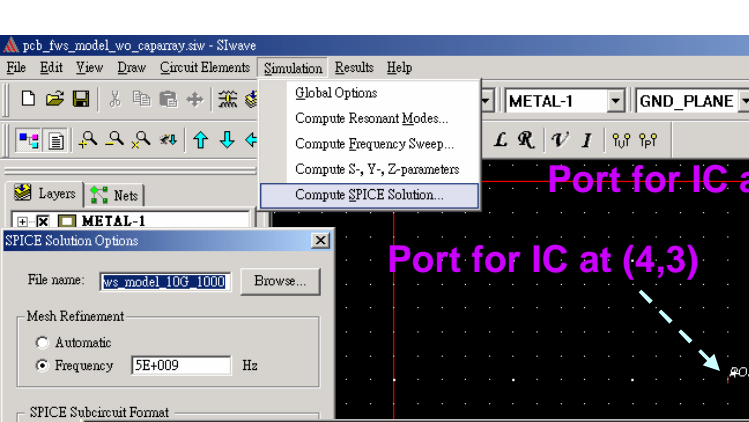 pcb_fws_model_wo_caparray.siw - SIwave
File Edit View Draw Circuit Elements Simulation Results Help
Global Options
METAL-1 GND_PLANE
Compute Resonant Modes...
Compute Frequency Sweep...
L R V I
Compute S-, Y-, Z-parameters
Port for IC a
Layers Nets
Compute SPICE Solution...
METAL-1
SPICE Solution Options
Port for IC at (4,3)
File name: ws_model_10G_1000 Browse...
Mesh Refinement
Automatic
Frequency 5E+009 Hz
SPICE Subcircuit Format